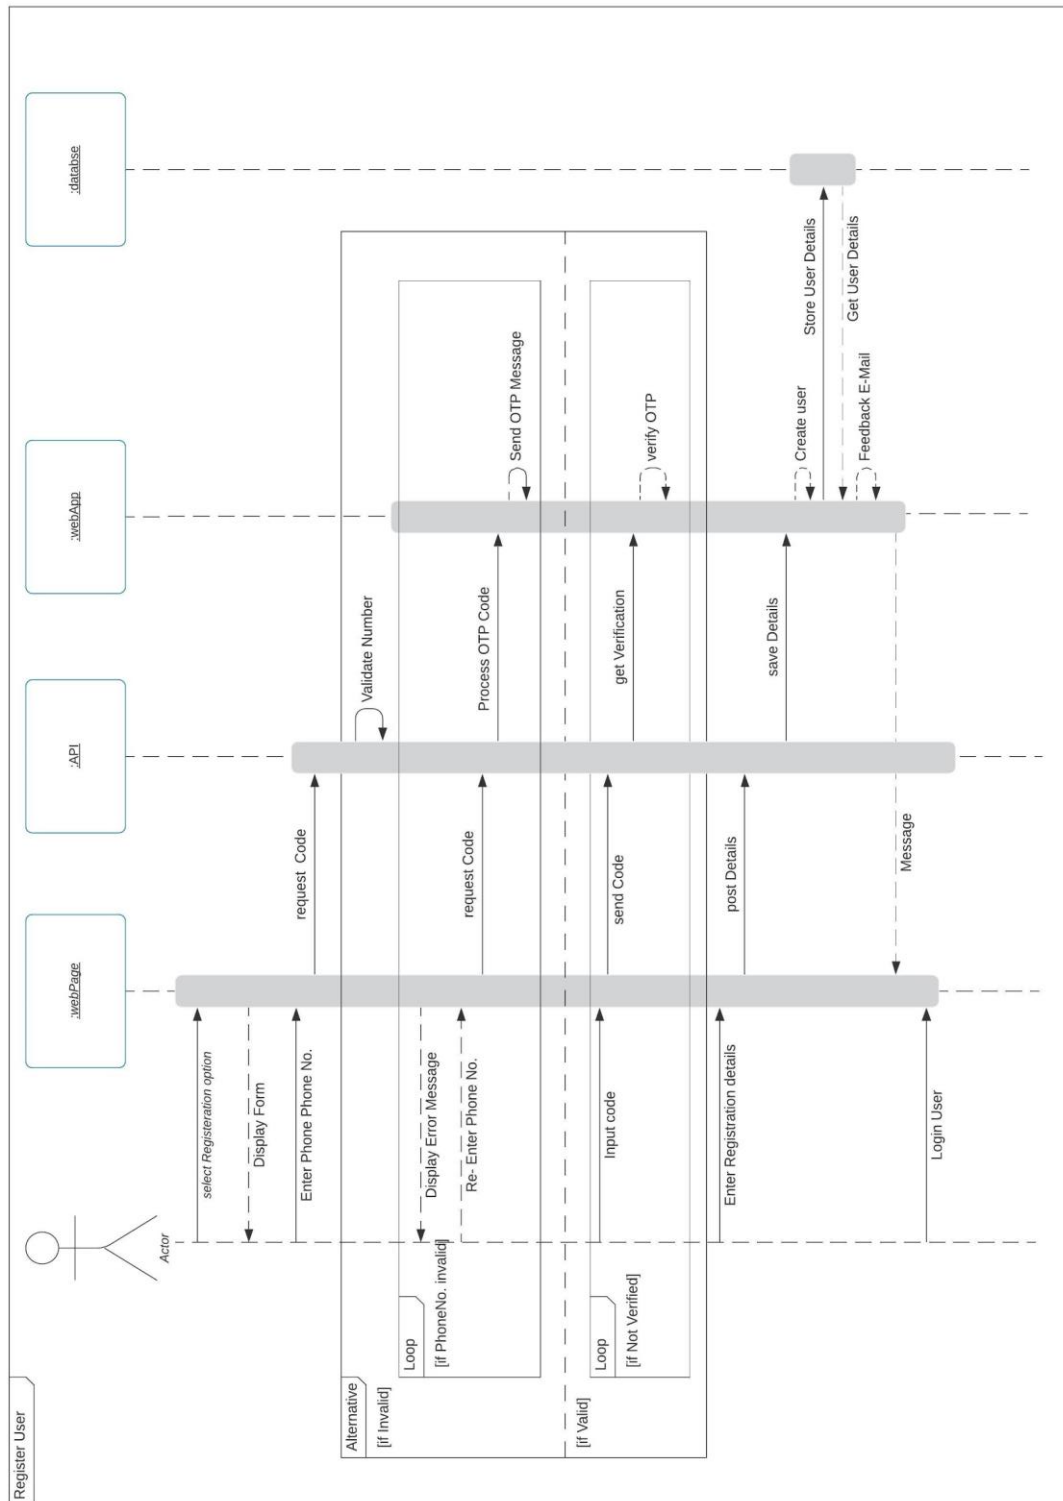 Register User
Actor
:webPage
:API
:webApp
:databse
select Registeration option
Display Form
Enter Phone Phone No.
request  Code
Alternative
[if Invalid]
Validate Number
Loop
[if PhoneNo. invalid]
Display Error Message
Re- Enter Phone No.
request Code
Process OTP Code
Send OTP Message
[if Valid]
Loop
[if Not Verified]
Input code
send Code
get Verification
verify OTP
Enter Registration details
post Details
save Details
Create user
Store User Details
Get User Details
Feedback E-Mail
Message
Login User